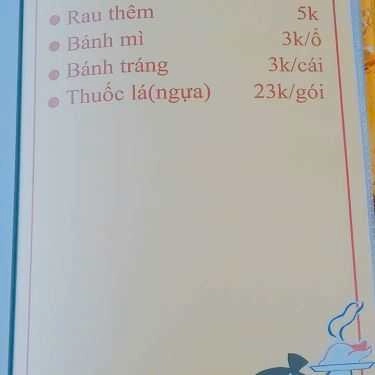 Rau thêm 5k
Bánh mì 3k/ổ
Bánh tráng 3k/cái
Thuốc lá(ngựa) 23k/gói